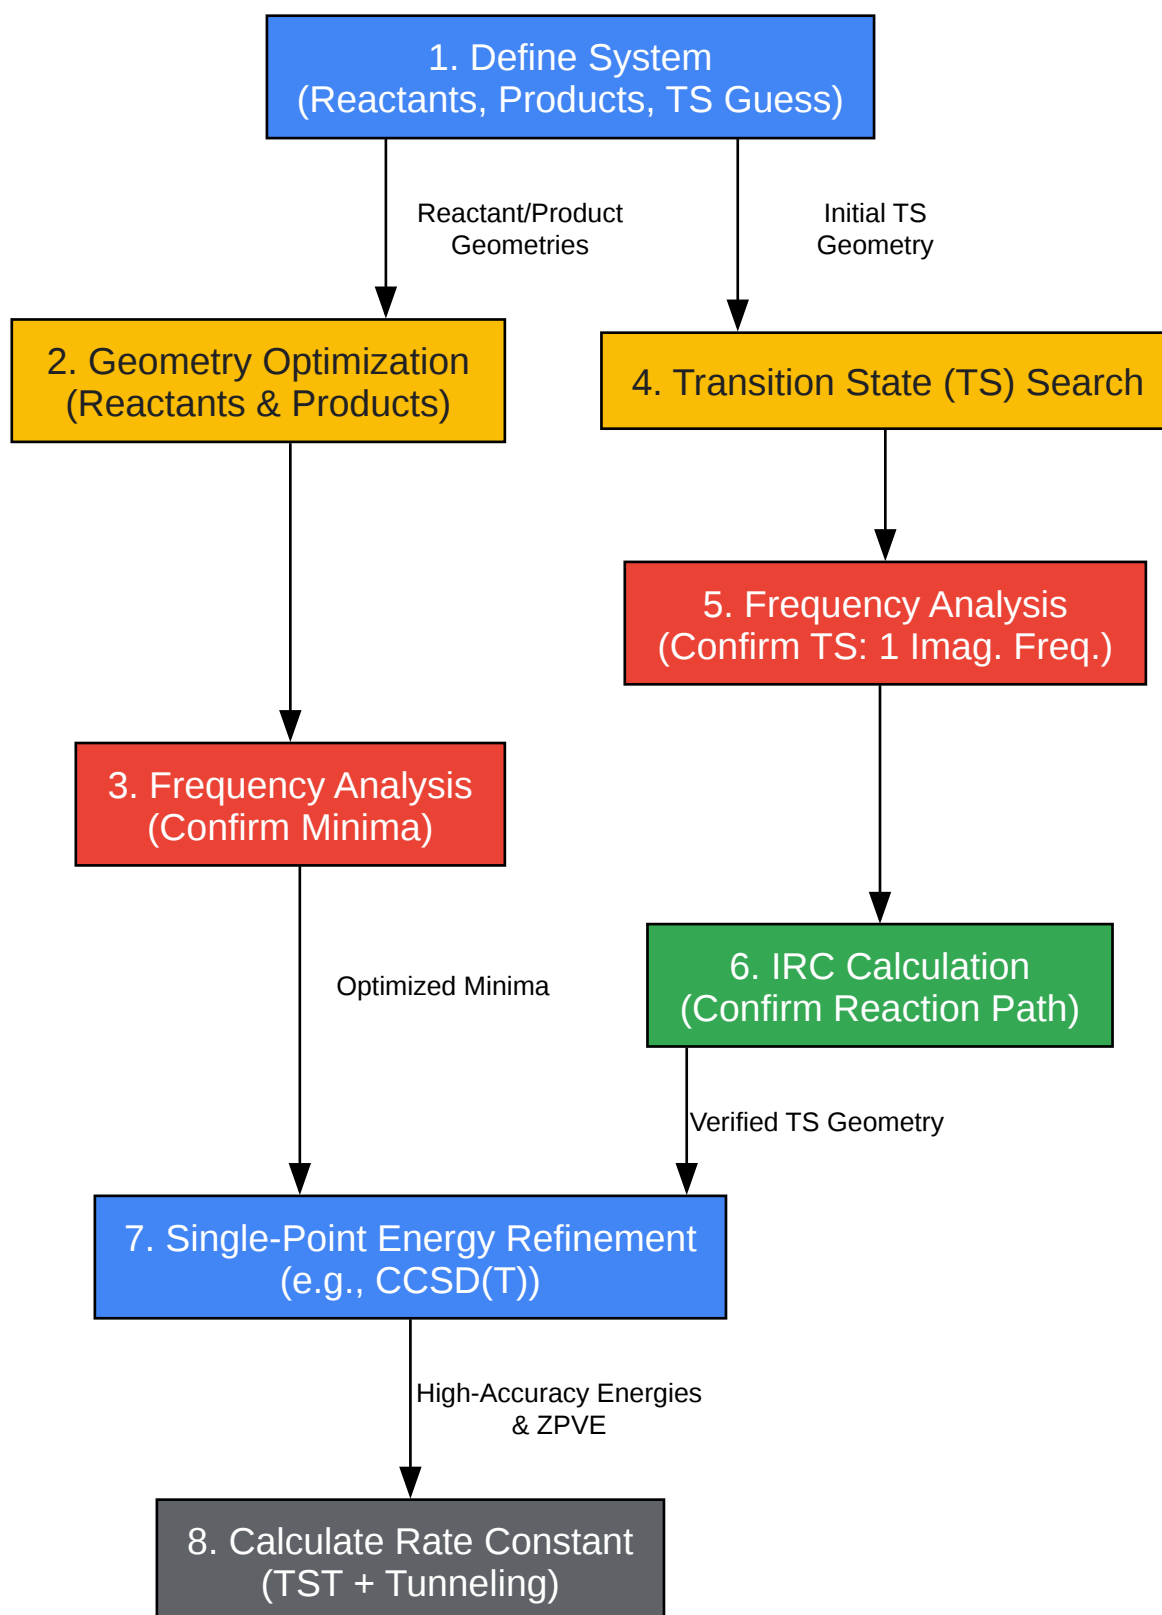 1. Define System
(Reactants, Products, TS Guess)
Reactant/Product
Geometries
Initial TS
Geometry
2. Geometry Optimization
(Reactants & Products)
4. Transition State (TS) Search
5. Frequency Analysis
(Confirm TS: 1 Imag. Freq.)
3. Frequency Analysis
(Confirm Minima)
6. IRC Calculation
(Confirm Reaction Path)
Optimized Minima
Verified TS Geometry
7. Single-Point Energy Refinement
(e.g., CCSD(T))
High-Accuracy Energies
& ZPVE
8. Calculate Rate Constant
(TST + Tunneling)